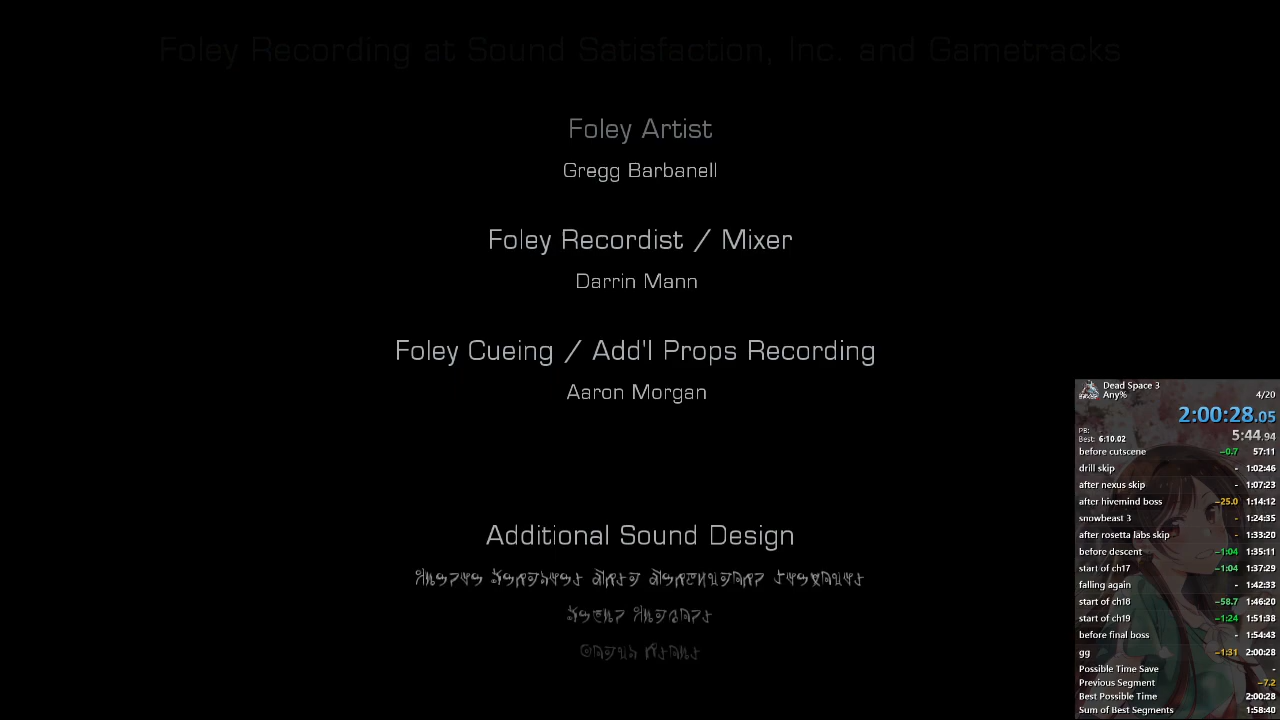 Foley Recording at Sound Satisfaction, Inc. and Gametracks
Foley Artist
Gregg Barbanell
Foley Recordist / Mixer
Darrin Mann
Foley Cueing / Add'l Props Recording
Aaron Morgan
Additional Sound Design
Dead Space 3
Any% 4/20
2:00:28.05
PB:
Best: 6:10.02 5:44.94
before cutscene −0.7 57:11
drill skip - 1:02:46
after nexus skip - 1:07:23
after hivemind boss −25.0 1:14:12
snowbeast 3 - 1:24:35
after rosetta labs skip - 1:33:20
before descent −1:04 1:35:11
start of ch17 −1:04 1:37:29
falling again - 1:42:33
start of ch18 −58.7 1:46:20
start of ch19 −1:24 1:51:38
before final boss - 1:54:43
gg −1:31 2:00:28
Possible Time Save -
Previous Segment −7.2
Best Possible Time 2:00:28
Sum of Best Segments 1:58:40